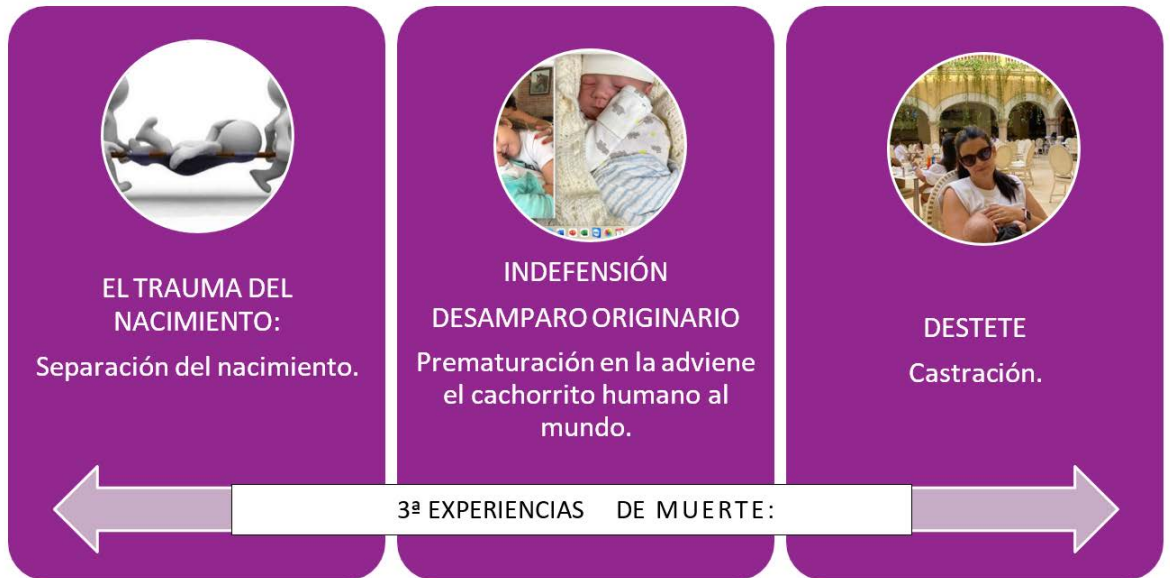 EL TRAUMA DEL
NACIMIENTO:
Separación del nacimiento.
INDEFENSIÓN
DESAMPARO ORIGINARIO
Prematuración en la adviene
el cachorrito humano al
mundo.
DESTETE
Castración.
3ª EXPERIENCIAS DE MUERTE: